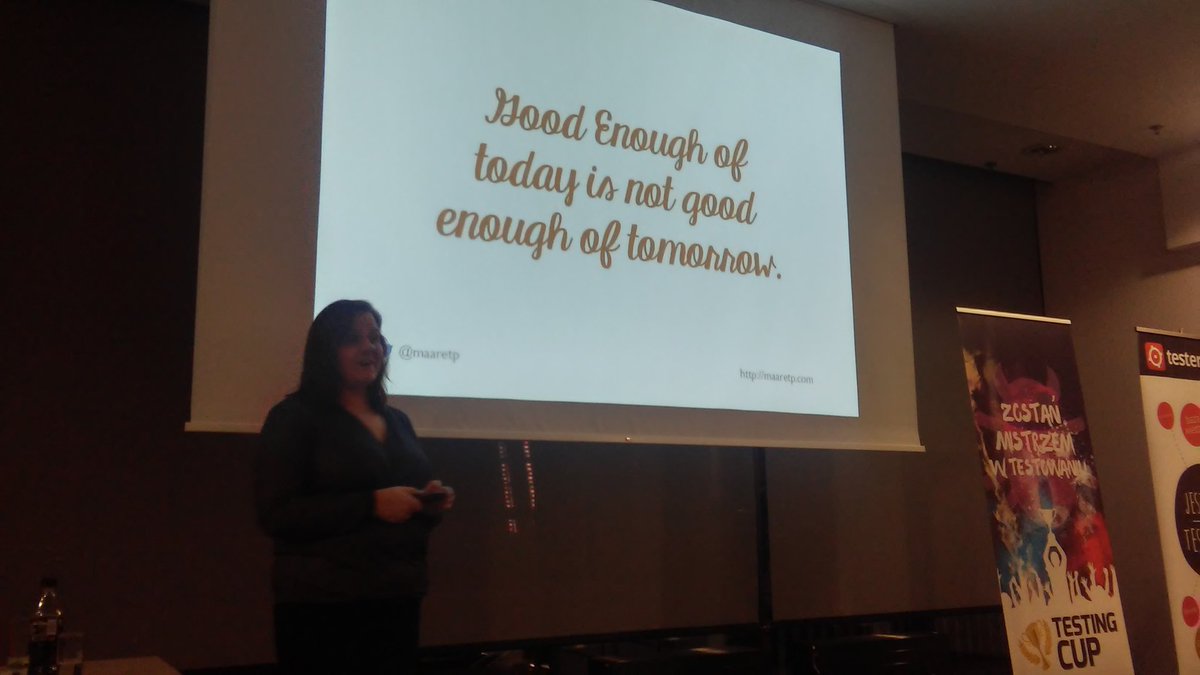 Good Enough of
today is not good
enough of tomorrow.
@maaretp
http://maaretp.com
ZOSTAŃ
MISTRZEM
W TESTOWANIU
TESTING
CUP
tester
JES